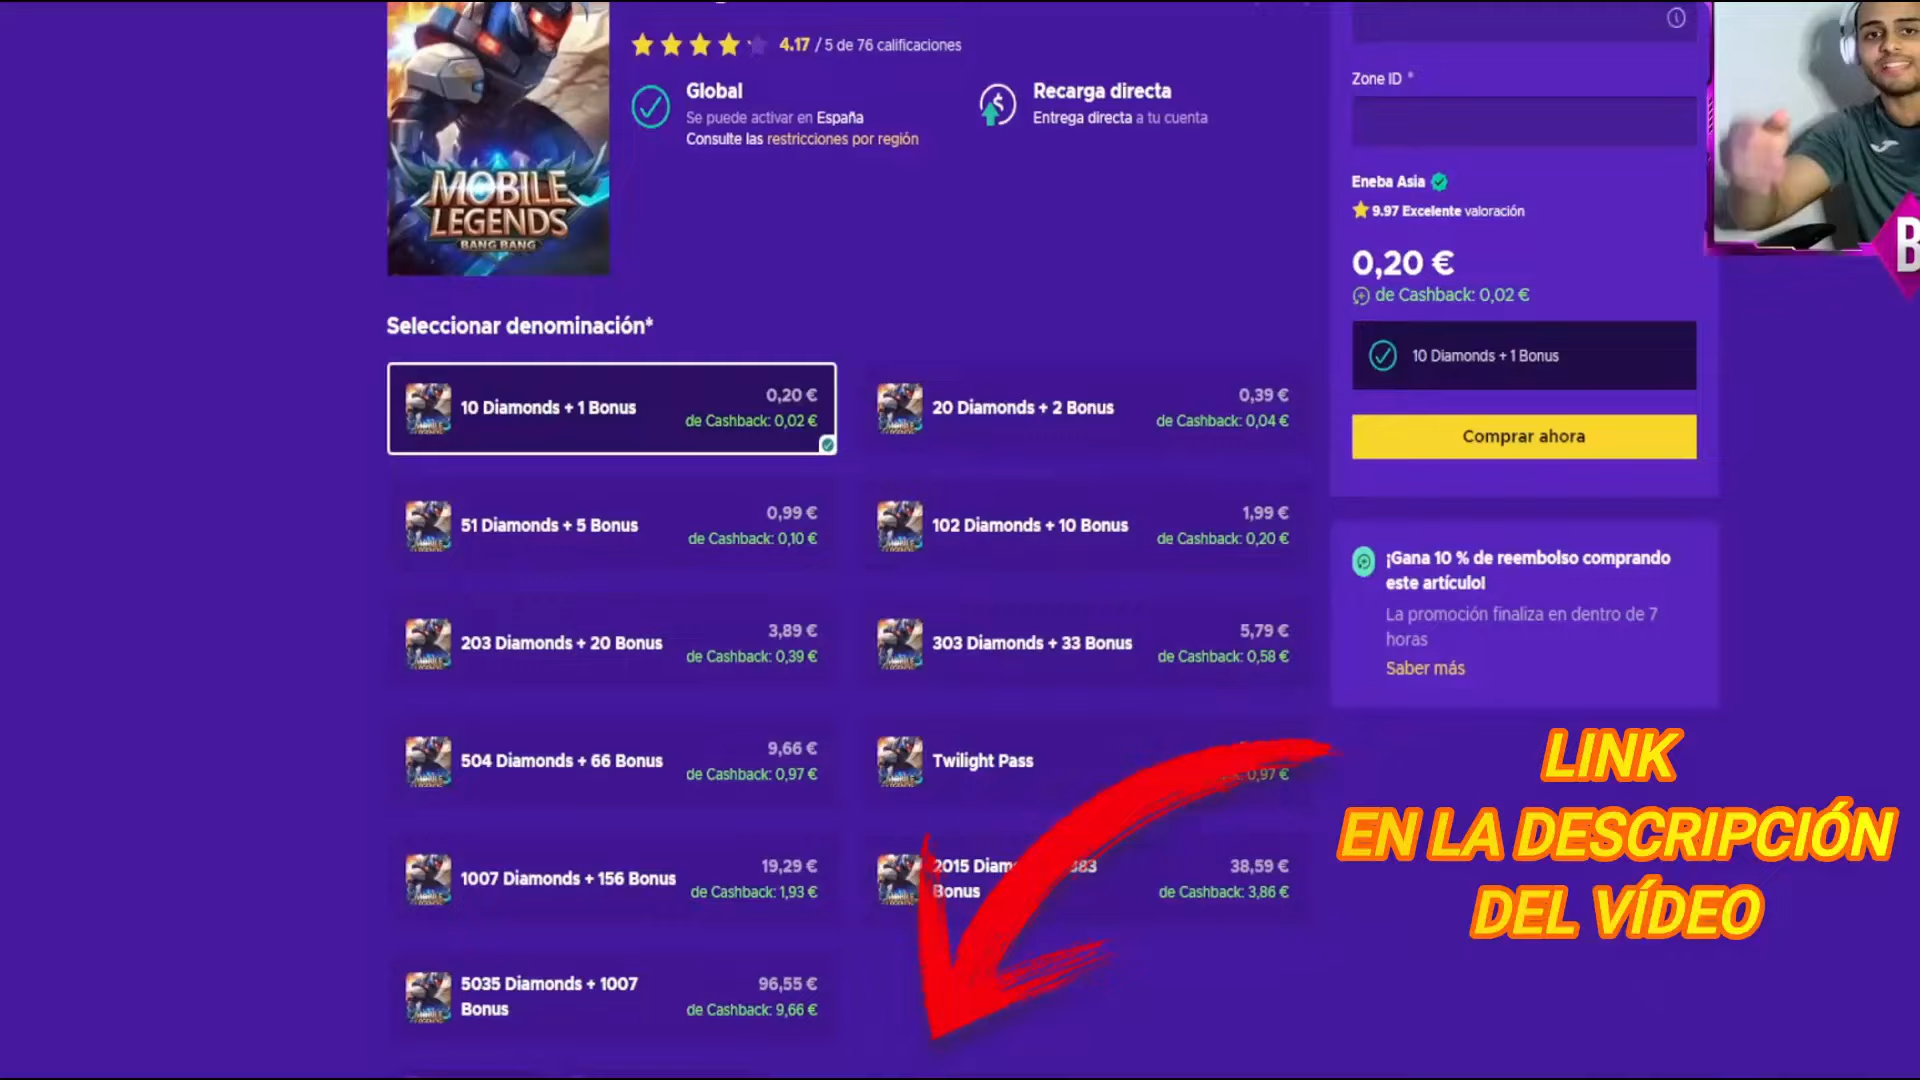 MOBILE
LEGENDS
BANG BANG
4.17 / 5 de 76 calificaciones
Global
Se puede activar en España
Consulte las restricciones por región
Recarga directa
Entrega directa a tu cuenta
Seleccionar denominación*
10 Diamonds + 1 Bonus
0,20 €
de Cashback: 0,02 €
20 Diamonds + 2 Bonus
0,39 €
de Cashback: 0,04 €
51 Diamonds + 5 Bonus
0,99 €
de Cashback: 0,10 €
102 Diamonds + 10 Bonus
1,99 €
de Cashback: 0,20 €
203 Diamonds + 20 Bonus
3,89 €
de Cashback: 0,39 €
303 Diamonds + 33 Bonus
5,79 €
de Cashback: 0,58 €
504 Diamonds + 66 Bonus
9,66 €
de Cashback: 0,97 €
Twilight Pass
0,97 €
1007 Diamonds + 156 Bonus
19,29 €
de Cashback: 1,93 €
2015
Bonus
38,59 €
de Cashback: 3,86 €
5035 Diamonds + 1007
Bonus
96,55 €
de Cashback: 9,66 €
Zone ID *
Eneba Asia
9.97 Excelente valoración
0,20 €
de Cashback: 0,02 €
10 Diamonds + 1 Bonus
Comprar ahora
¡Gana 10 % de reembolso comprando
este artículo!
La promoción finaliza en dentro de 7
horas
Saber más
LINK
EN LA DESCRIPCIÓN
DEL VÍDEO
B